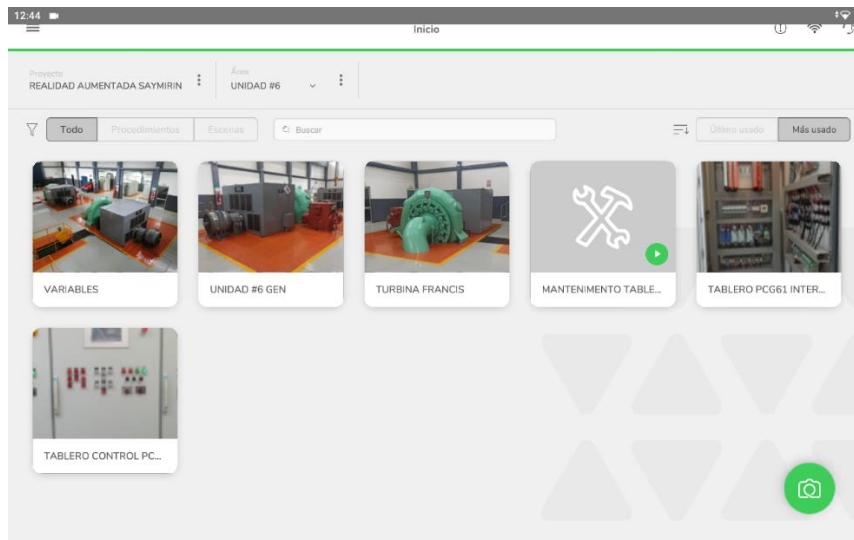 12:44
Inicio
Proyecto
REALIDAD AUMENTADA SAYMIRIN
Área
UNIDAD #6
Todo
Procedimientos
Escenas
Buscar
Último usado
Más usado
VARIABLES
UNIDAD #6 GEN
TURBINA FRANCIS
MANTENIMENTO TABLE...
TABLERO PCG61 INTER...
TABLERO CONTROL PC...